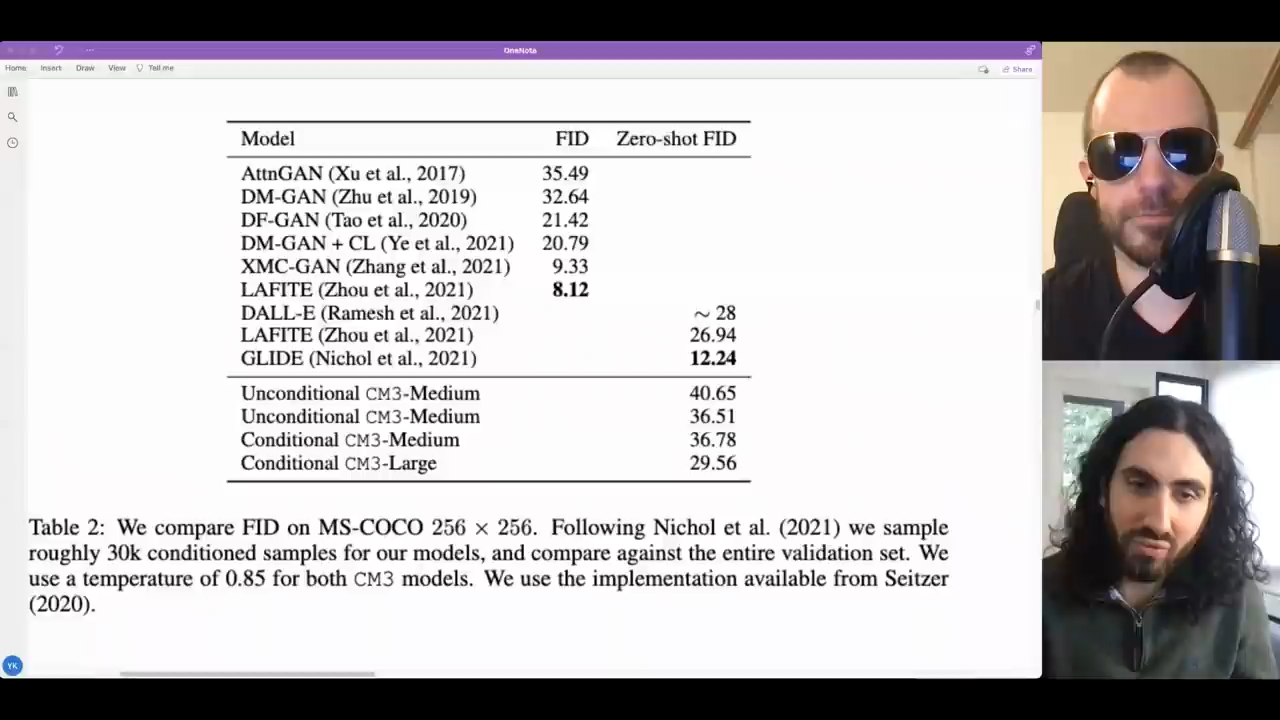 OneNote
Home Insert Draw View Tell me Share
Model FID Zero-shot FID
AttnGAN (Xu et al., 2017) 35.49
DM-GAN (Zhu et al., 2019) 32.64
DF-GAN (Tao et al., 2020) 21.42
DM-GAN + CL (Ye et al., 2021) 20.79
XMC-GAN (Zhang et al., 2021) 9.33
LAFITE (Zhou et al., 2021) 8.12
DALL-E (Ramesh et al., 2021) ~ 28
LAFITE (Zhou et al., 2021) 26.94
GLIDE (Nichol et al., 2021) 12.24
Unconditional CM3-Medium 40.65
Unconditional CM3-Medium 36.51
Conditional CM3-Medium 36.78
Conditional CM3-Large 29.56
Table 2: We compare FID on MS-COCO 256 × 256. Following Nichol et al. (2021) we sample
roughly 30k conditioned samples for our models, and compare against the entire validation set. We
use a temperature of 0.85 for both CM3 models. We use the implementation available from Seitzer
(2020).
YK